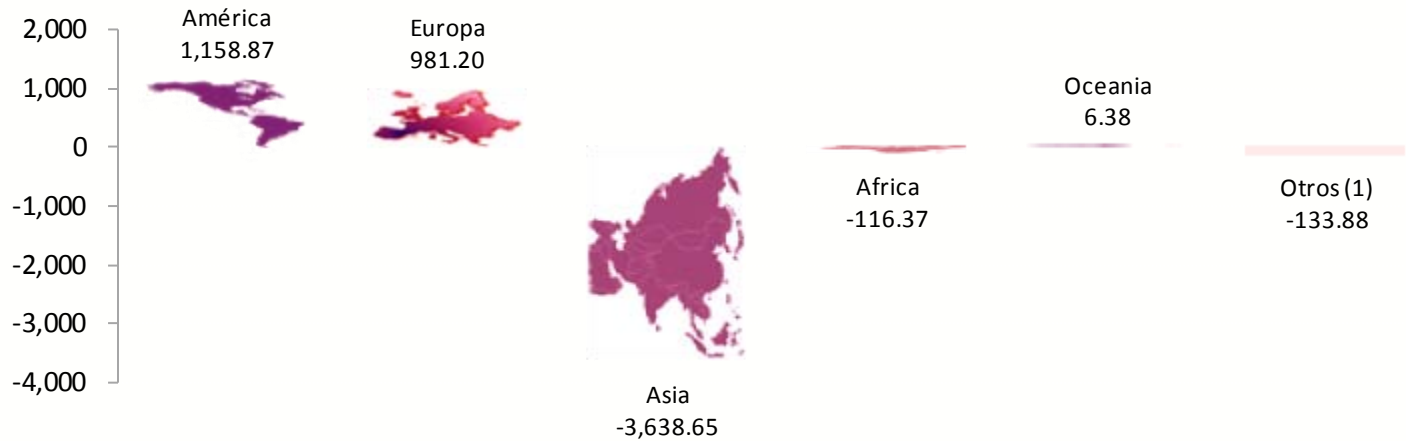 2,000
1,000
0
-1,000
-2,000
-3,000
-4,000
América
1,158.87
Europa
981.20
Asia
-3,638.65
Africa
-116.37
Oceania
6.38
Otros (1)
-133.88